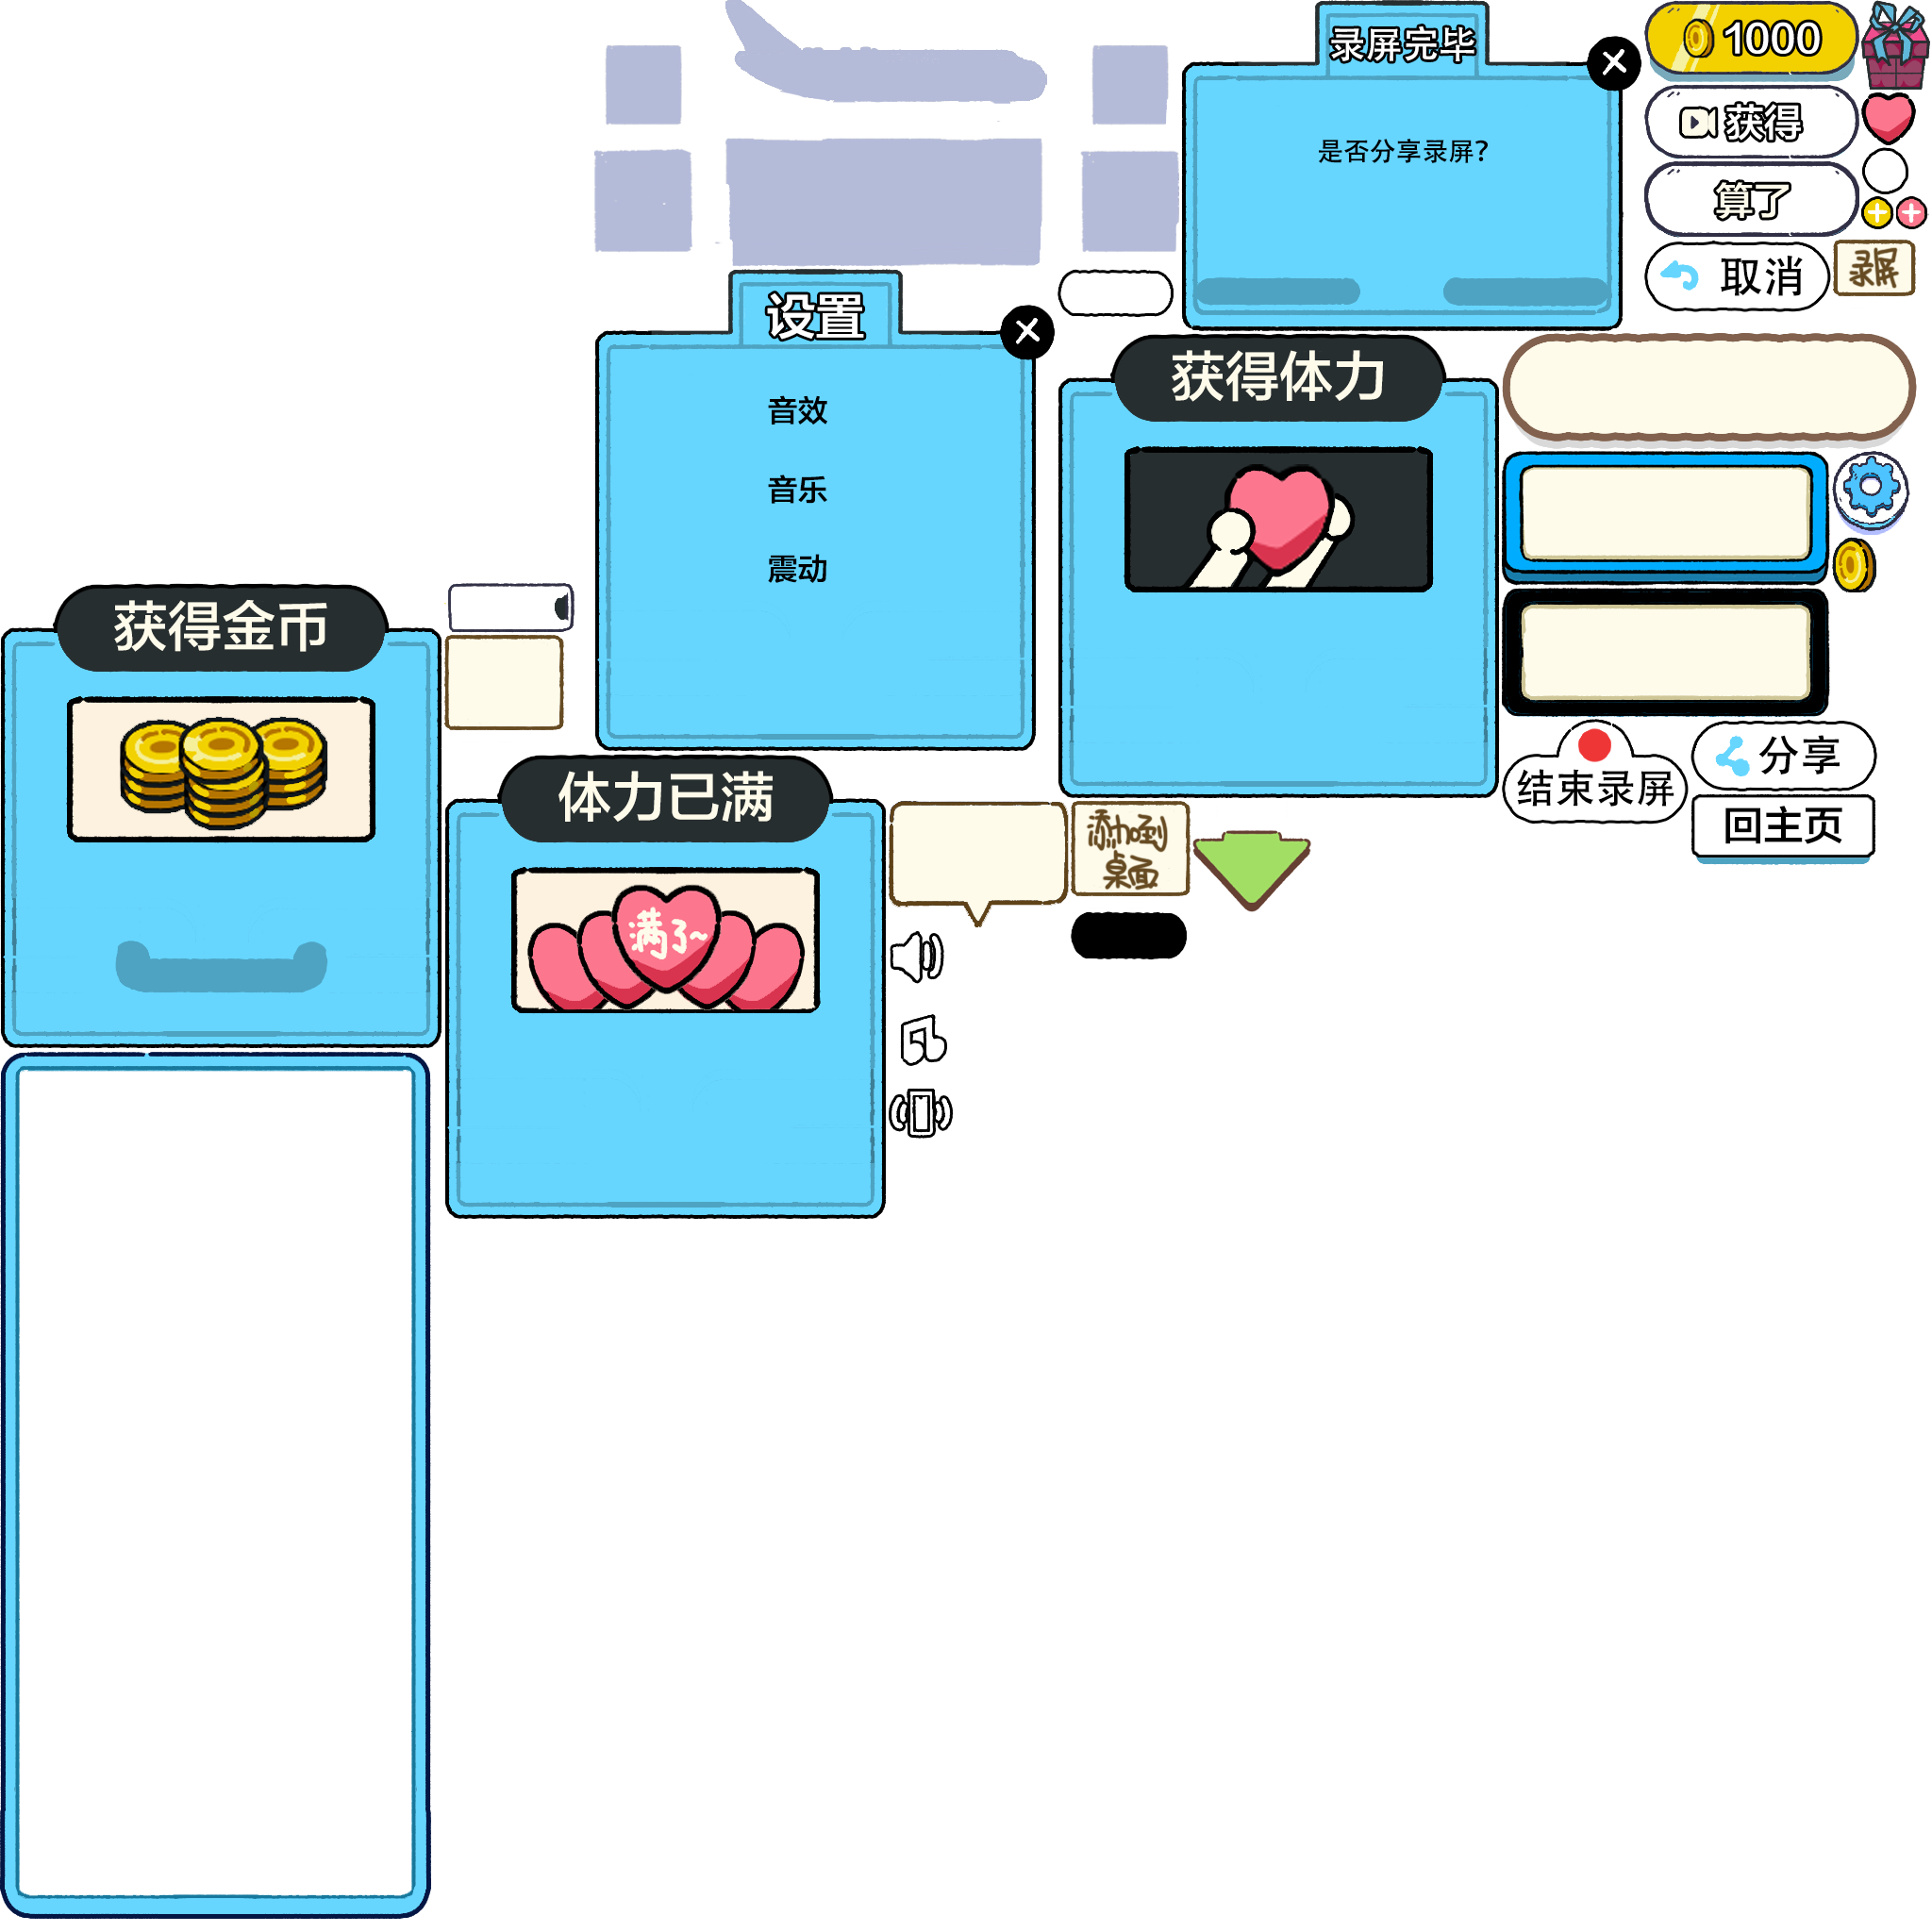 录屏完毕
1000
是否分享录屏?
获得
算了
取消
录屏
设置
音效
音乐
震动
获得体力
获得金币
体力已满
满了~
添加到
桌面
结束录屏
分享
回主页